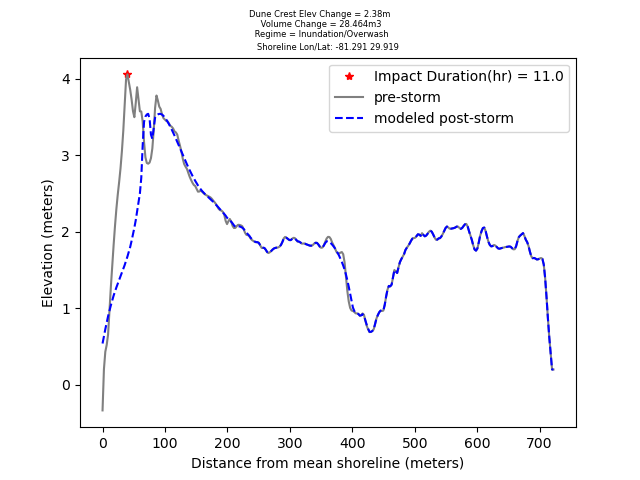 Dune Crest Elev Change = 2.38m
Volume Change = 28.464m3
Regime = Inundation/Overwash
Shoreline Lon/Lat: -81.291 29.919
Impact Duration(hr) = 11.0
pre-storm
modeled post-storm
Elevation (meters)
4
3
2
1
0
0 100 200 300 400 500 600 700
Distance from mean shoreline (meters)